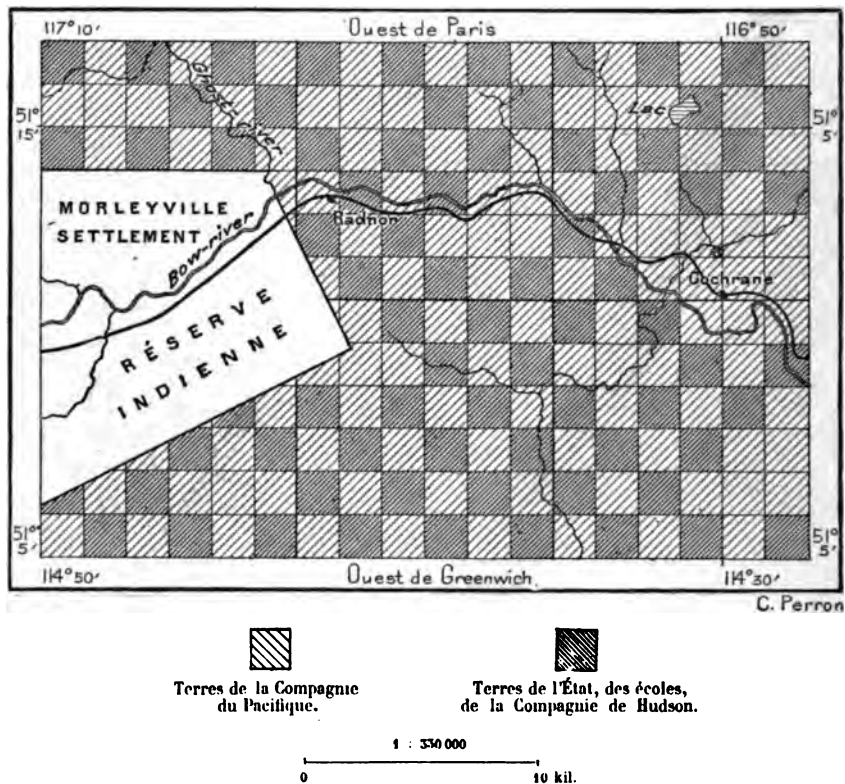 117°10'
Ouest de Paris
116°50'
Ghost-river
Lac
51°
15'
51°
5'
MORLEYVILLE
SETTLEMENT
Bow-river
Radnor
Cochrane
RÉSERVE
INDIENNE
51°
5'
51°
5'
114°50'
Ouest de Greenwich.
114°30'
C. Perron
Terres de la Compagnie
du Pacifique.
Terres de l'État, des écoles,
de la Compagnie de Hudson.
1 : 330 000
0
10 kil.